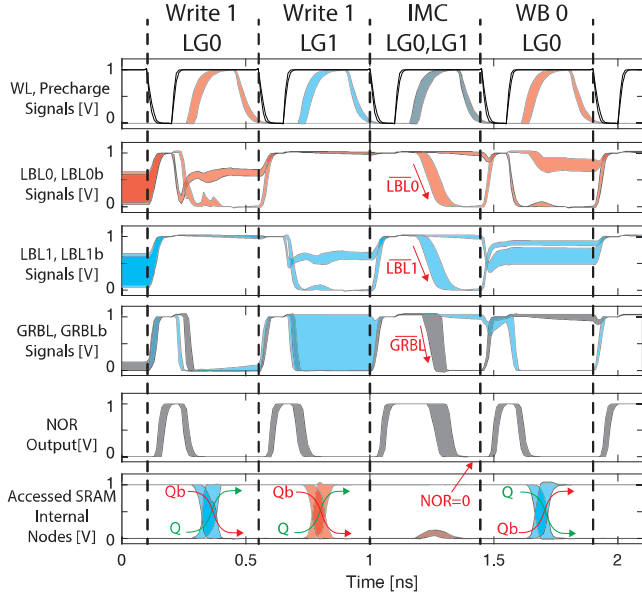 Write 1 Write 1 IMC WB 0
LG0 LG1 LG0,LG1 LG0
WL, Precharge
Signals [V]
1
0
LBL0, LBL0b
Signals [V]
1
0
LBL0
LBL1, LBL1b
Signals [V]
1
0
LBL1
GRBL, GRBLb
Signals [V]
1
0
GRBL
NOR
Output[V]
1
0
NOR=0
Accessed SRAM
Internal
Nodes [V]
1
0
Qb Qb Q
Q Q Qb
0 0.5 1 1.5 2
Time [ns]